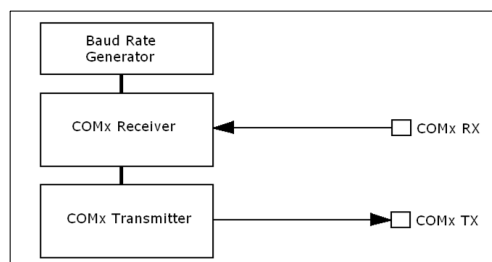 Baud Rate
Generator
COMx Receiver
COMx RX
COMx Transmitter
COMx TX